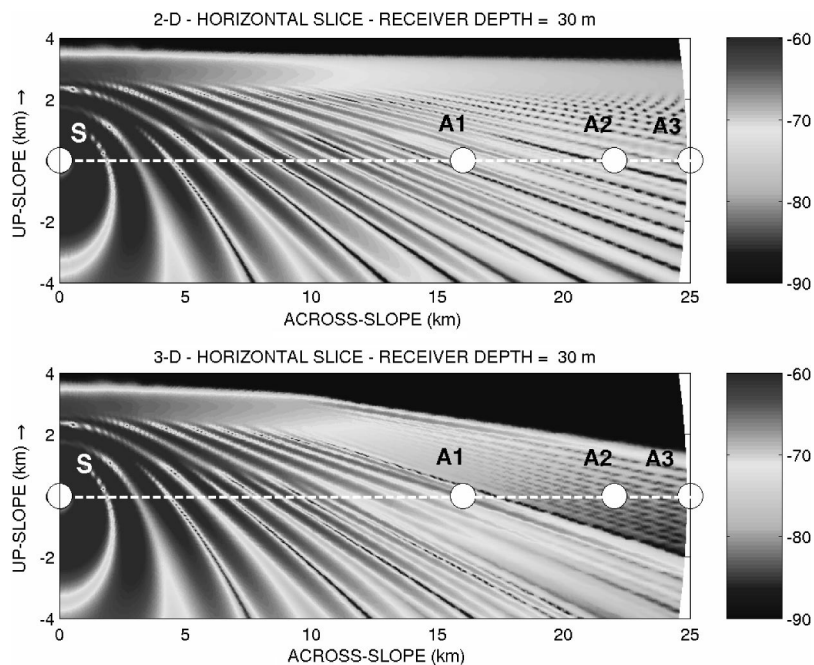 2-D - HORIZONTAL SLICE - RECEIVER DEPTH = 30 m
4
2
0
-2
-4
UP-SLOPE (km) →
S
A1
A2
A3
0
5
10
15
20
25
ACROSS-SLOPE (km)
-60
-70
-80
-90
3-D - HORIZONTAL SLICE - RECEIVER DEPTH = 30 m
4
2
0
-2
-4
UP-SLOPE (km) →
S
A1
A2
A3
0
5
10
15
20
25
ACROSS-SLOPE (km)
-60
-70
-80
-90